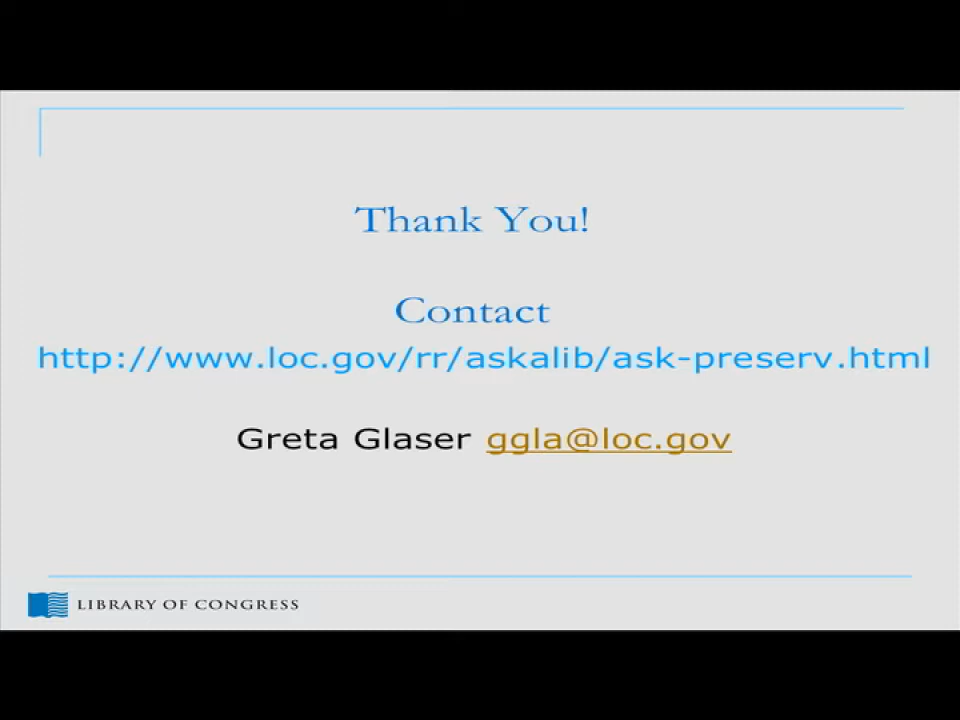 Thank You!
Contact
http://www.loc.gov/rr/askalib/ask-preserv.html
Greta Glaser ggla@loc.gov
LIBRARY OF CONGRESS